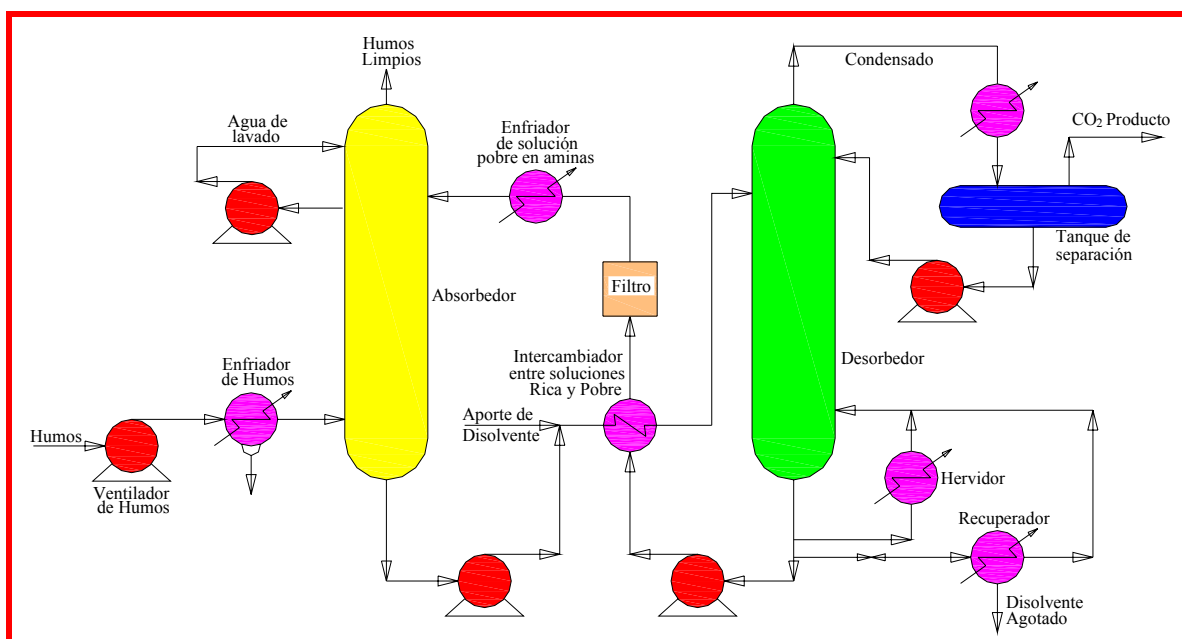 Humos
Limpios
Condensado
Agua de
lavado
Enfriador
de solución
pobre en aminas
CO₂ Producto
Tanque de
separación
Filtro
Absorbedor
Desorbedor
Enfriador
de Humos
Intercambiador
entre soluciones
Rica y Pobre
Aporte de
Disolvente
Humos
Ventilador
de Humos
Hervidor
Recuperador
Disolvente
Agotado